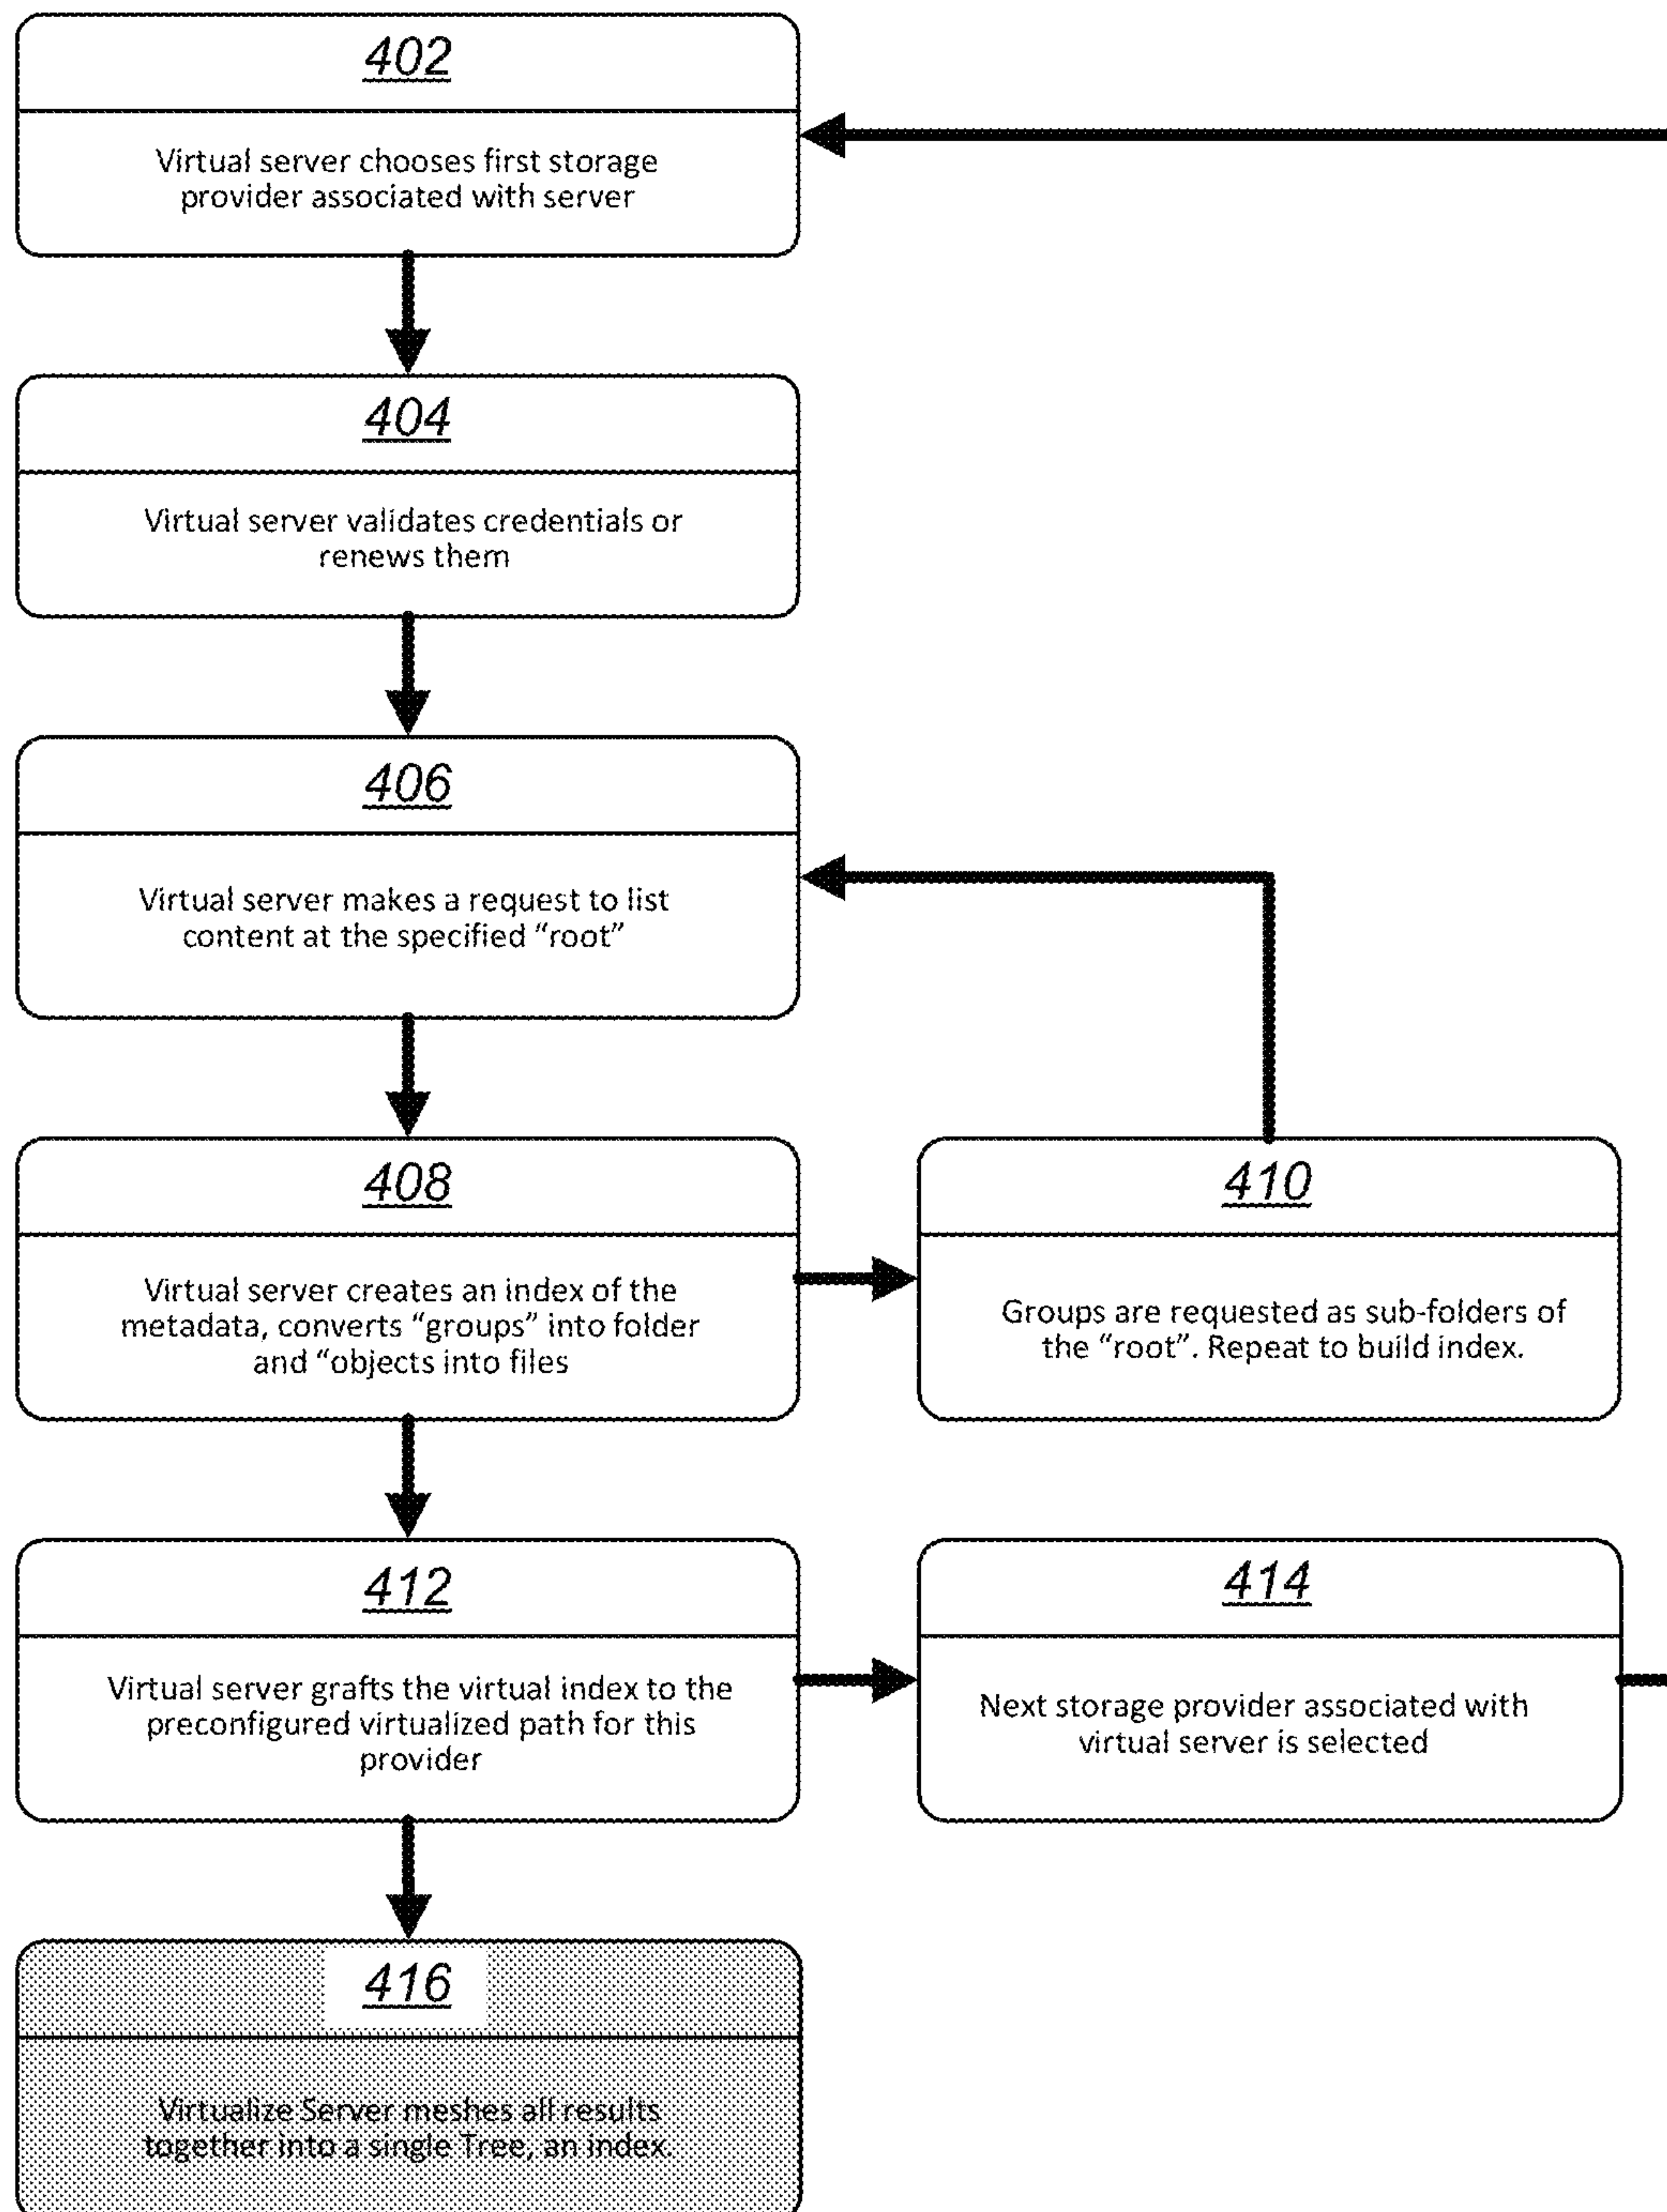 402
Virtual server chooses first storage
provider associated with server
404
Virtual server validates credentials or
renews them
406
Virtual server makes a request to list
content at the specified “root”
408
Virtual server creates an index of the
metadata, converts “groups” into folder
and “objects into files
410
Groups are requested as sub-folders of
the “root”. Repeat to build index.
412
Virtual server grafts the virtual index to the
preconfigured virtualized path for this
provider
414
Next storage provider associated with
virtual server is selected
416
Virtualize Server meshes all results
together into a single Tree, an index.